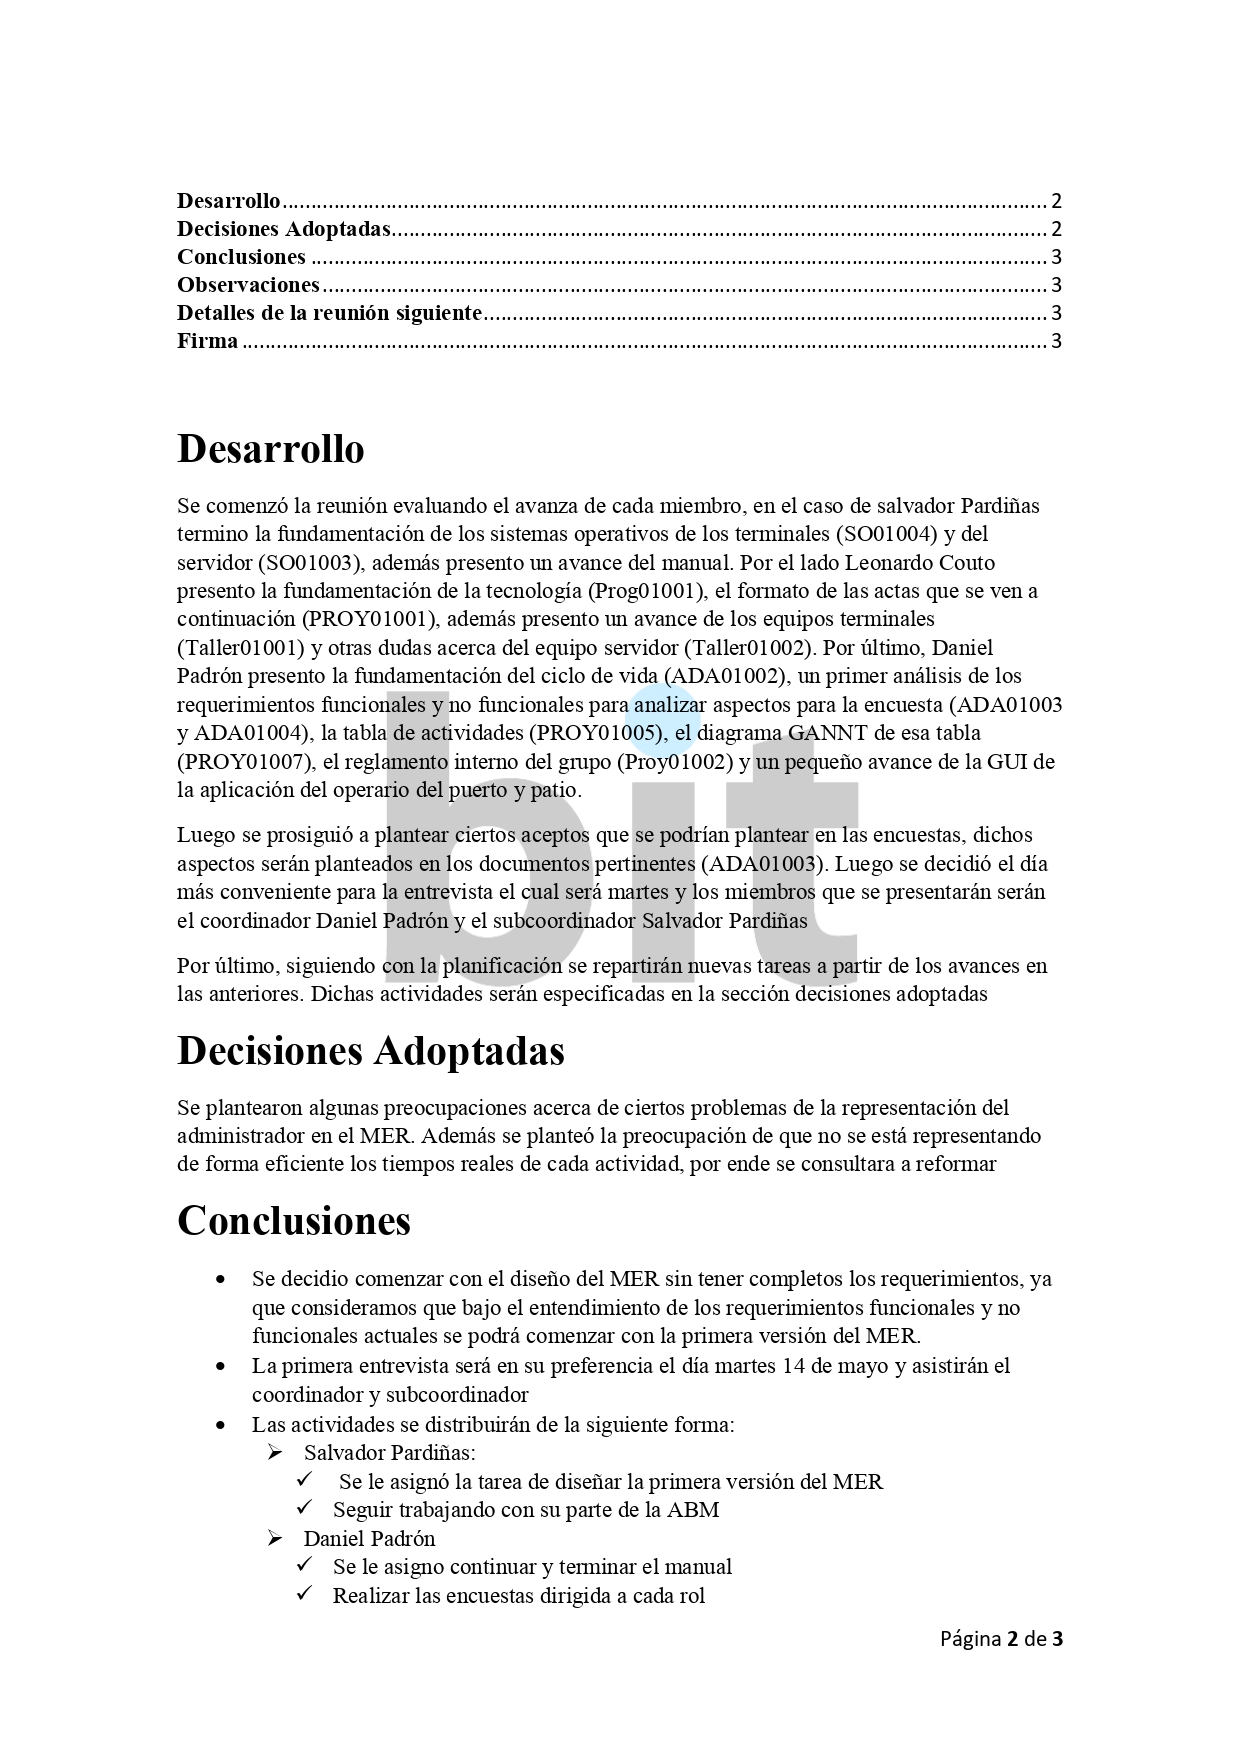 Desarrollo 2
Decisiones Adoptadas 2
Conclusiones 3
Observaciones 3
Detalles de la reunión siguiente 3
Firma 3
Desarrollo
Se comenzó la reunión evaluando el avanza de cada miembro, en el caso de salvador Pardiñas
termino la fundamentación de los sistemas operativos de los terminales (SO01004) y del
servidor (SO01003), además presento un avance del manual. Por el lado Leonardo Couto
presento la fundamentación de la tecnología (Prog01001), el formato de las actas que se ven a
continuación (PROY01001), además presento un avance de los equipos terminales
(Taller01001) y otras dudas acerca del equipo servidor (Taller01002). Por último, Daniel
Padrón presento la fundamentación del ciclo de vida (ADA01002), un primer análisis de los
requerimientos funcionales y no funcionales para analizar aspectos para la encuesta (ADA01003
y ADA01004), la tabla de actividades (PROY01005), el diagrama GANNT de esa tabla
(PROY01007), el reglamento interno del grupo (Proy01002) y un pequeño avance de la GUI de
la aplicación del operario del puerto y patio.
Luego se prosiguió a plantear ciertos aceptos que se podrían plantear en las encuestas, dichos
aspectos serán planteados en los documentos pertinentes (ADA01003). Luego se decidió el día
más conveniente para la entrevista el cual será martes y los miembros que se presentarán serán
el coordinador Daniel Padrón y el subcoordinador Salvador Pardiñas
Por último, siguiendo con la planificación se repartirán nuevas tareas a partir de los avances en
las anteriores. Dichas actividades serán especificadas en la sección decisiones adoptadas
bit
Decisiones Adoptadas
Se plantearon algunas preocupaciones acerca de ciertos problemas de la representación del
administrador en el MER. Además se planteó la preocupación de que no se está representando
de forma eficiente los tiempos reales de cada actividad, por ende se consultara a reformar
Conclusiones
• Se decidio comenzar con el diseño del MER sin tener completos los requerimientos, ya
que consideramos que bajo el entendimiento de los requerimientos funcionales y no
funcionales actuales se podrá comenzar con la primera versión del MER.
• La primera entrevista será en su preferencia el día martes 14 de mayo y asistirán el
coordinador y subcoordinador
• Las actividades se distribuirán de la siguiente forma:
➢ Salvador Pardiñas:
✓ Se le asignó la tarea de diseñar la primera versión del MER
✓ Seguir trabajando con su parte de la ABM
➢ Daniel Padrón
✓ Se le asigno continuar y terminar el manual
✓ Realizar las encuestas dirigida a cada rol
Página 2 de 3